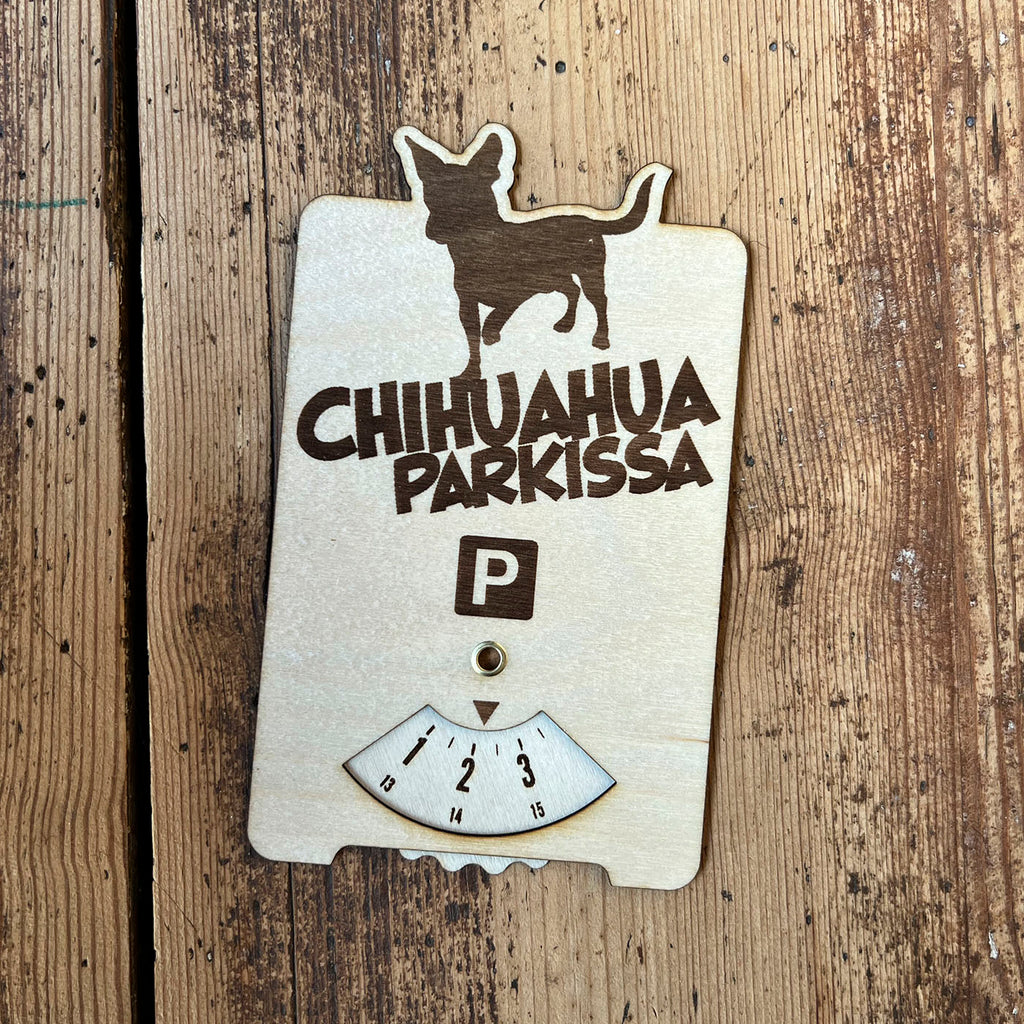 CHIHUAHUA
PARKISSA
P
1 2 3
13 14 15